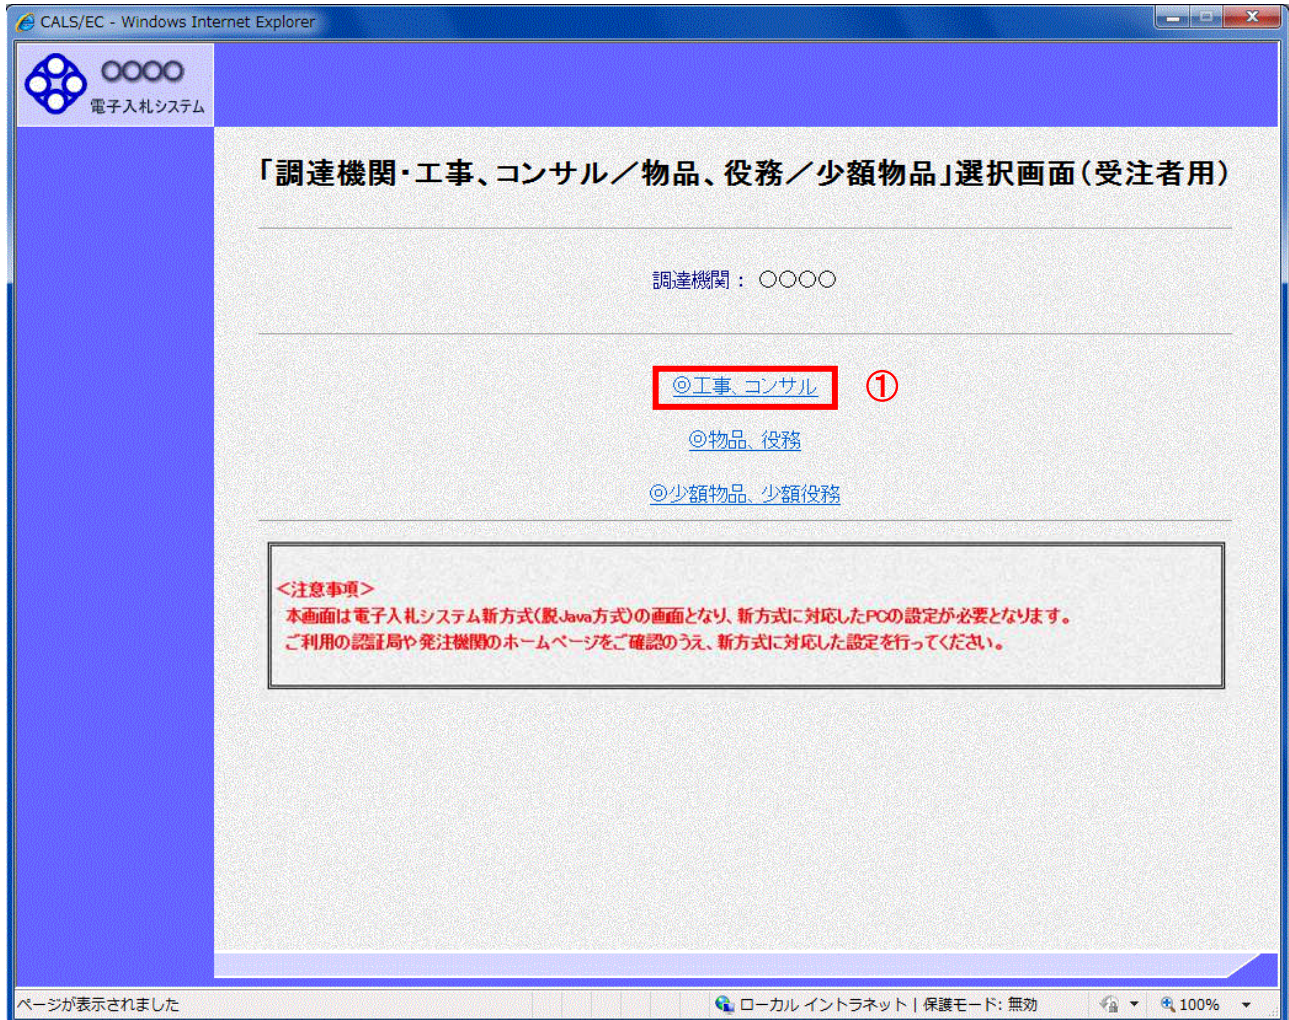 CALS/EC - Windows Internet Explorer
○○○○
電子入札システム
「調達機関・工事、コンサル／物品、役務／少額物品」選択画面（受注者用）
調達機関： ○○○○
◎工事、コンサル
①
◎物品、役務
◎少額物品、少額役務
＜注意事項＞
本画面は電子入札システム新方式(脱Java方式)の画面となり、新方式に対応したPCの設定が必要となります。
ご利用の認証局や発注機関のホームページをご確認のうえ、新方式に対応した設定を行ってください。
ページが表示されました
ローカル イントラネット | 保護モード: 無効
100%